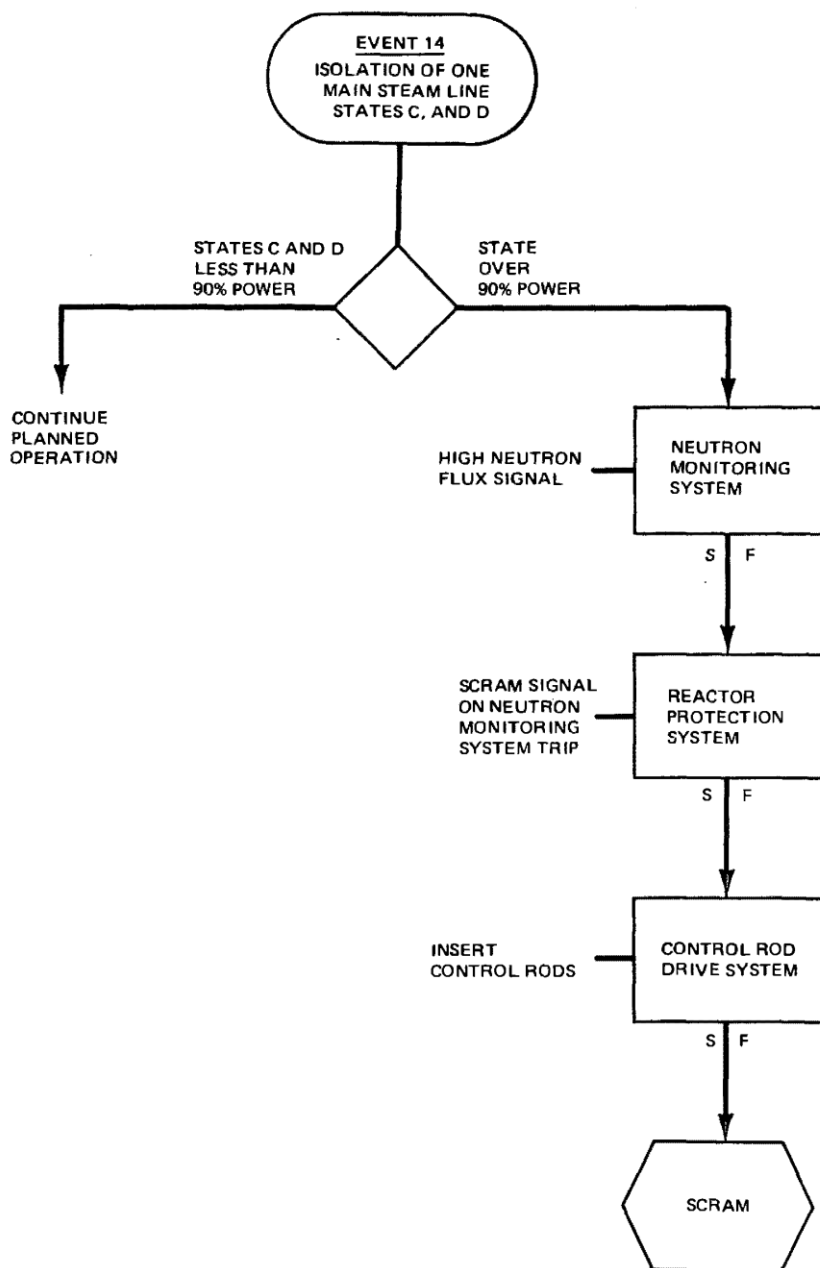 EVENT 14
ISOLATION OF ONE
MAIN STEAM LINE
STATES C, AND D
STATES C AND D
LESS THAN
90% POWER
STATE
OVER
90% POWER
CONTINUE
PLANNED
OPERATION
HIGH NEUTRON
FLUX SIGNAL
NEUTRON
MONITORING
SYSTEM
S F
SCRAM SIGNAL
ON NEUTRON
MONITORING
SYSTEM TRIP
REACTOR
PROTECTION
SYSTEM
S F
INSERT
CONTROL RODS
CONTROL ROD
DRIVE SYSTEM
S F
SCRAM